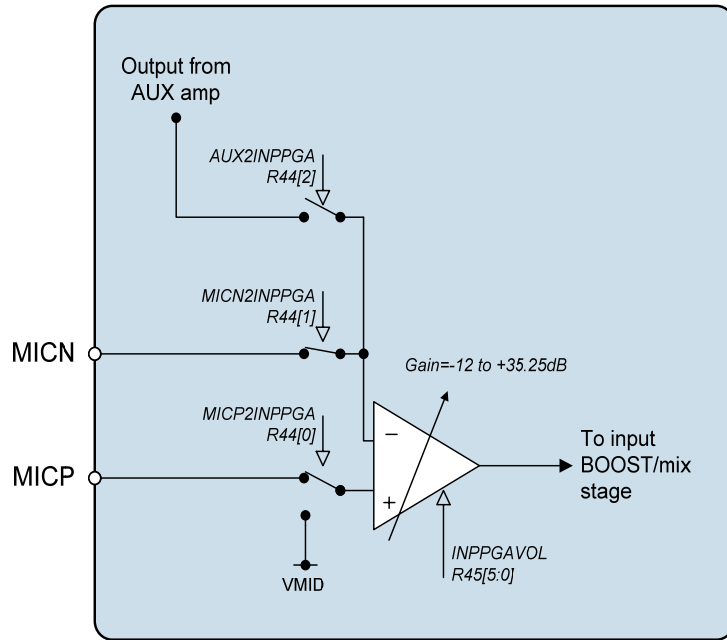 Output from
AUX amp
AUX2INPPGA
R44[2]
MICN2INPPGA
R44[1]
MICN
Gain=-12 to +35.25dB
MICP2INPPGA
R44[0]
MICP
−
+
To input
BOOST/mix
stage
VMID
INPPGAVOL
R45[5:0]